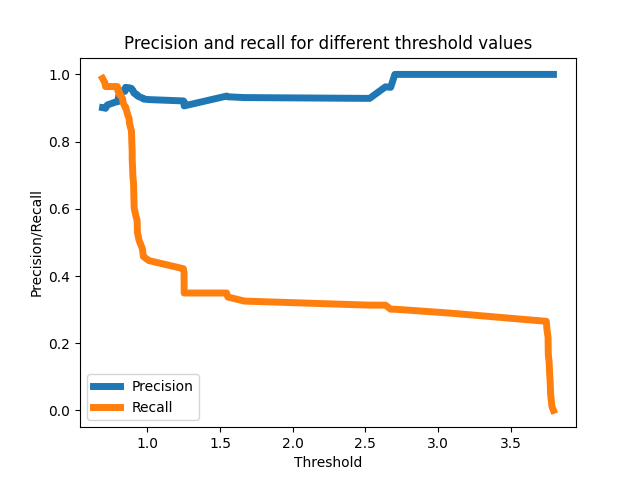 Precision and recall for different threshold values
1.0
0.8
0.6
0.4
0.2
0.0
Precision/Recall
Precision
Recall
1.0 1.5 2.0 2.5 3.0 3.5
Threshold